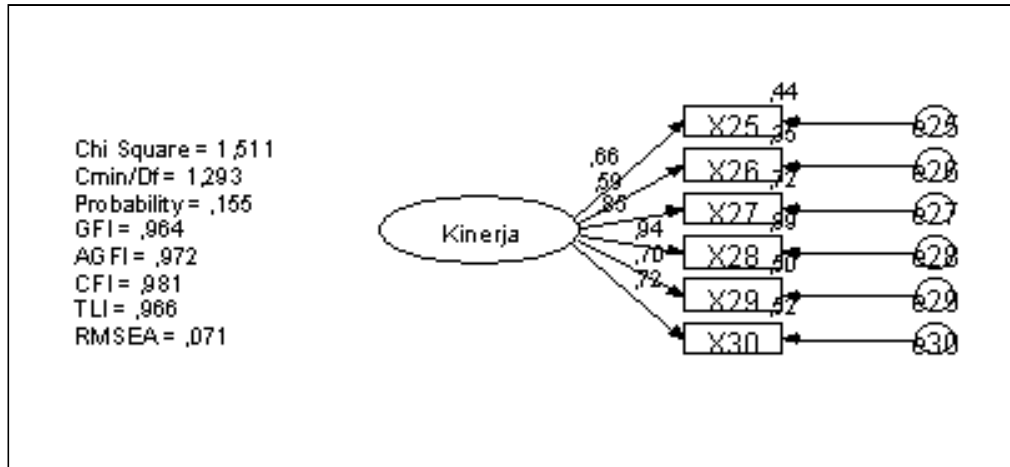 Chi Square = 1,511
Cmin/Df = 1,293
Probability = ,155
GFI = ,964
AGFI = ,972
CFI = ,981
TLI = ,966
RMSEA = ,071
Kinerja
,66
,59
,85
,94
,70
,72
,44
X25
e25
,35
X26
e26
,72
X27
e27
X28
e28
,50
X29
e29
,52
X30
e30